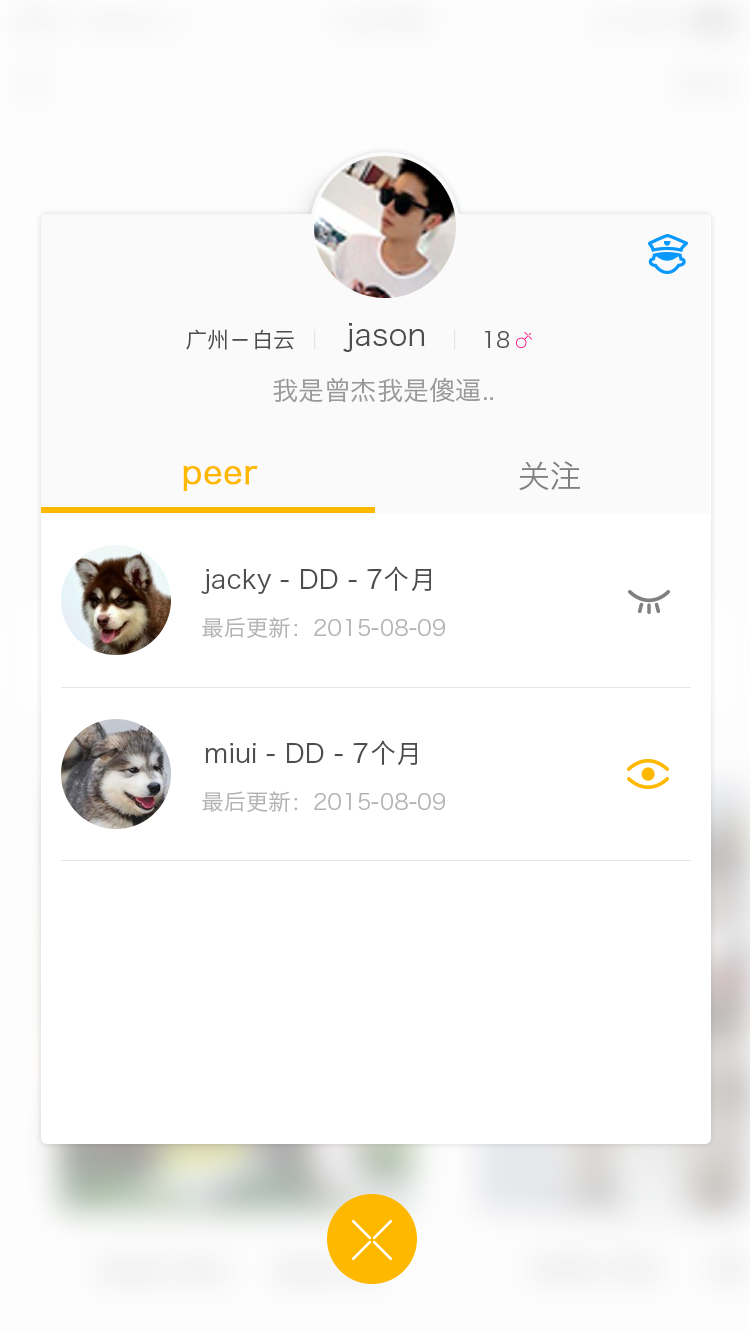 广州－白云 jason 18
我是曾杰我是傻逼..
peer 关注
jacky - DD - 7个月
最后更新：2015-08-09
miui - DD - 7个月
最后更新：2015-08-09